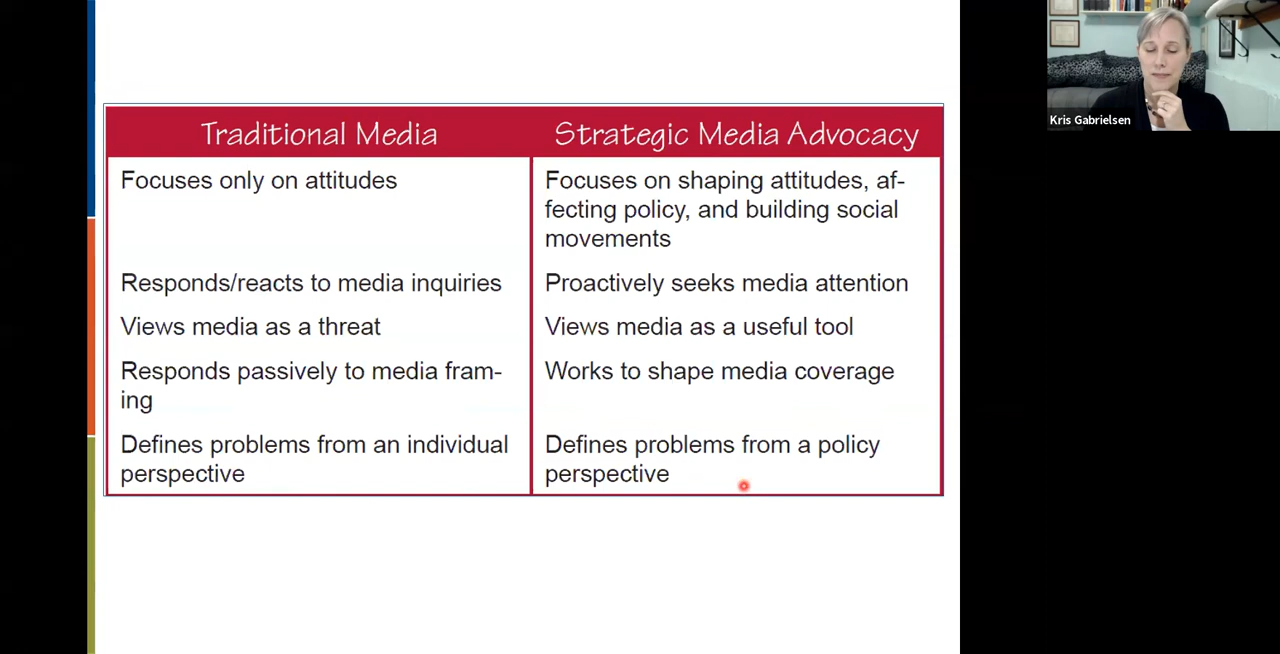 Traditional Media
Strategic Media Advocacy
Focuses only on attitudes
Focuses on shaping attitudes, af-
fecting policy, and building social
movements
Responds/reacts to media inquiries
Proactively seeks media attention
Views media as a threat
Views media as a useful tool
Responds passively to media fram-
ing
Works to shape media coverage
Defines problems from an individual
perspective
Defines problems from a policy
perspective
Kris Gabrielsen